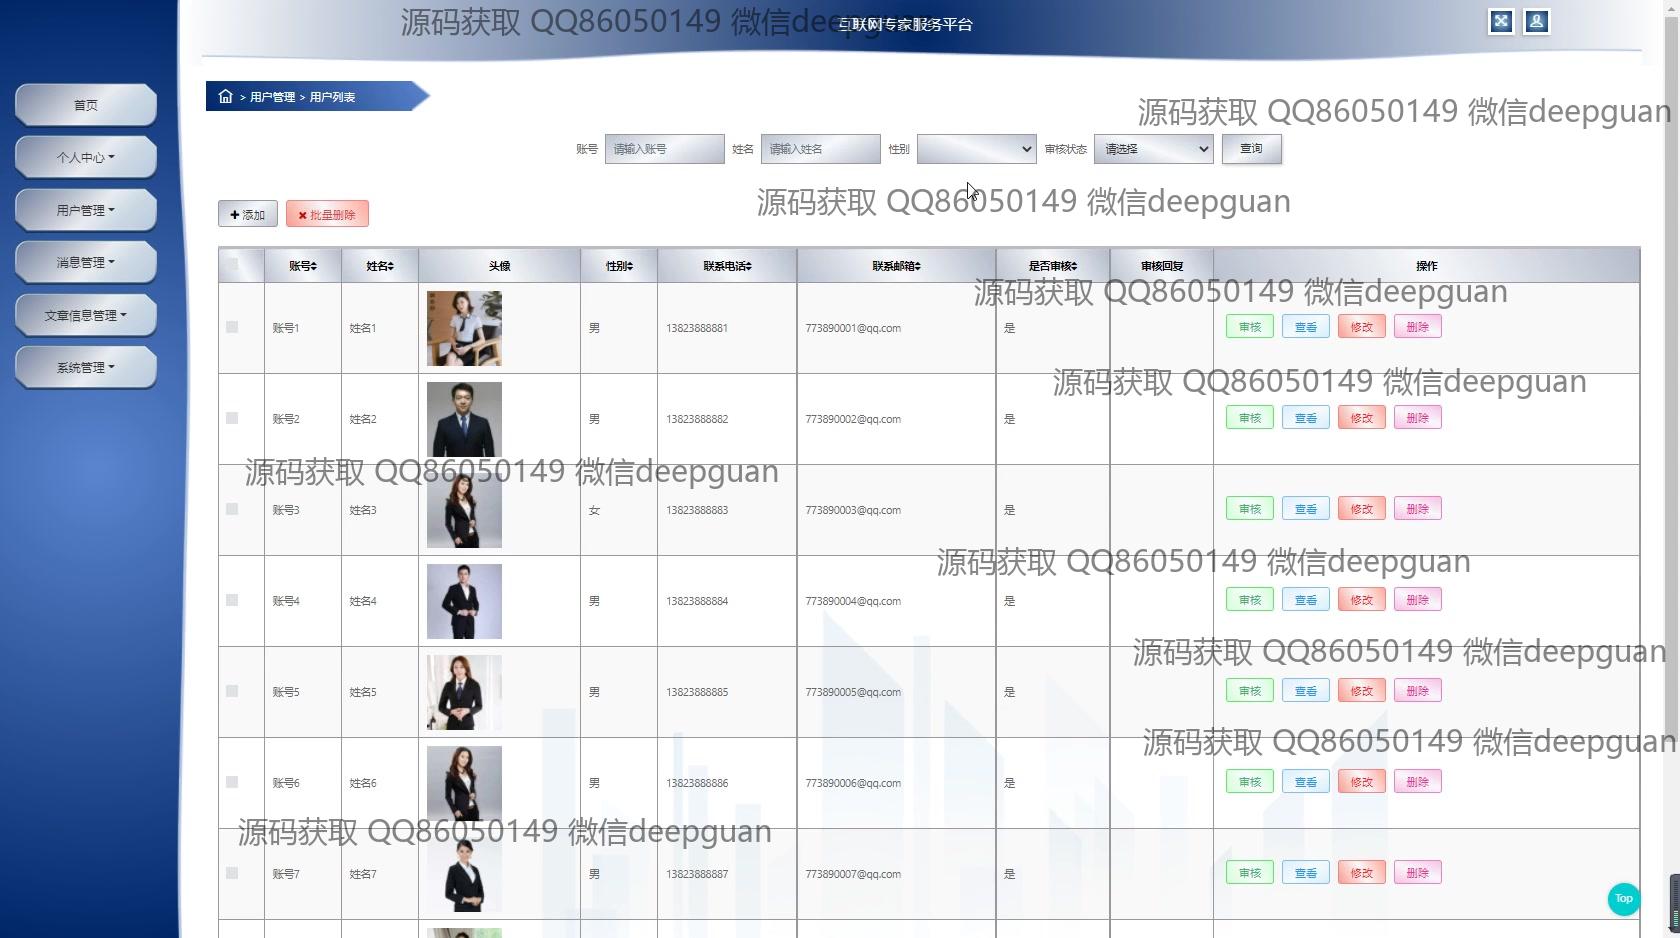 源码获取 QQ86050149 微信deepguan
互联网专家服务平台
首页
个人中心
用户管理
消息管理
文章信息管理
系统管理
> 用户管理 > 用户列表
源码获取 QQ86050149 微信deepguan
账号 请输入账号 姓名 请输入姓名 性别 审核状态 请选择 查询
源码获取 QQ86050149 微信deepguan
添加 批量删除
账号 姓名 头像 性别 联系电话 联系邮箱 是否审核 审核回复 操作
源码获取 QQ86050149 微信deepguan
账号1 姓名1 男 13823888881 773890001@qq.com 是 审核 查看 修改 删除
源码获取 QQ86050149 微信deepguan
账号2 姓名2 男 13823888882 773890002@qq.com 是 审核 查看 修改 删除
源码获取 QQ86050149 微信deepguan
账号3 姓名3 女 13823888883 773890003@qq.com 是 审核 查看 修改 删除
源码获取 QQ86050149 微信deepguan
账号4 姓名4 男 13823888884 773890004@qq.com 是 审核 查看 修改 删除
源码获取 QQ86050149 微信deepguan
账号5 姓名5 男 13823888885 773890005@qq.com 是 审核 查看 修改 删除
源码获取 QQ86050149 微信deepguan
账号6 姓名6 男 13823888886 773890006@qq.com 是 审核 查看 修改 删除
源码获取 QQ86050149 微信deepguan
账号7 姓名7 男 13823888887 773890007@qq.com 是 审核 查看 修改 删除
Top